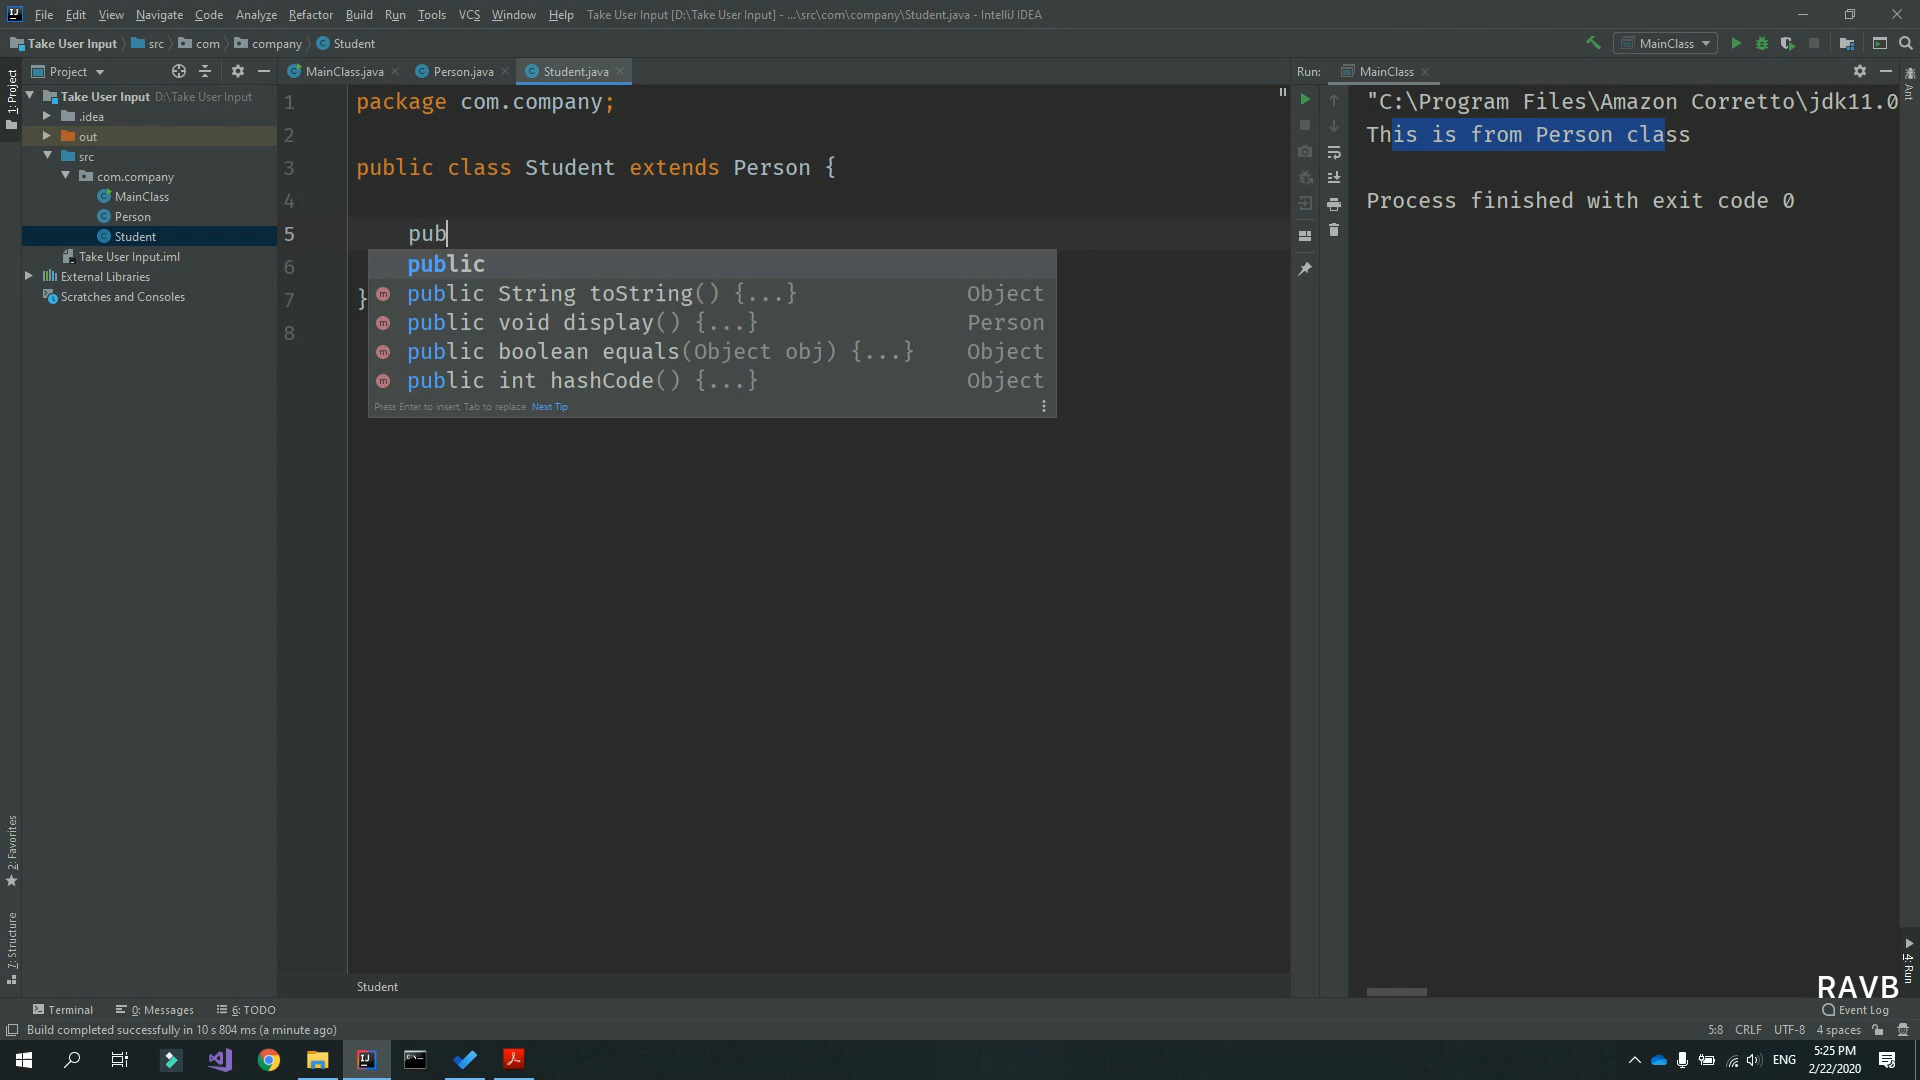 File Edit View Navigate Code Analyze Refactor Build Run Tools VCS Window Help Take User Input [D:\Take User Input] - ...\src\com\company\Student.java - IntelliJ IDEA
Take User Input src com company Student
MainClass
Project
MainClass.java Person.java Student.java
Run: MainClass
1: Project
Take User Input D:\Take User Input
.idea
out
src
com.company
MainClass
Person
Student
Take User Input.iml
External Libraries
Scratches and Consoles
1 package com.company;
2
3 public class Student extends Person {
4
5 pub
6
7 }
8
public
public String toString() {...} Object
public void display() {...} Person
public boolean equals(Object obj) {...} Object
public int hashCode() {...} Object
Press Enter to insert, Tab to replace Next Tip
"C:\Program Files\Amazon Corretto\jdk11.0
This is from Person class
Process finished with exit code 0
Ant
2: Favorites
7: Structure
4: Run
Student
RAVB
Terminal 0: Messages 6: TODO
Event Log
Build completed successfully in 10 s 804 ms (a minute ago)
5:8 CRLF UTF-8 4 spaces
ENG
5:25 PM
2/22/2020